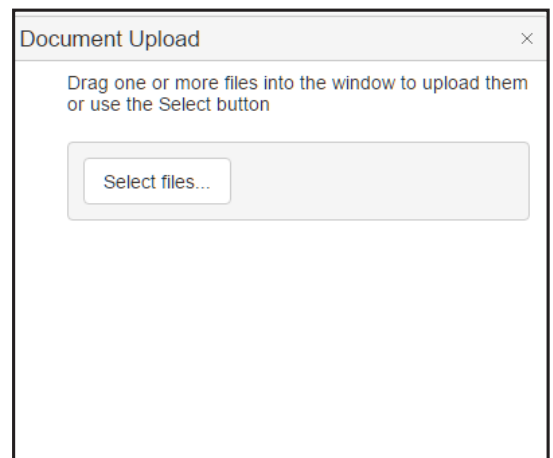 Document Upload
Drag one or more files into the window to upload them
or use the Select button
Select files...